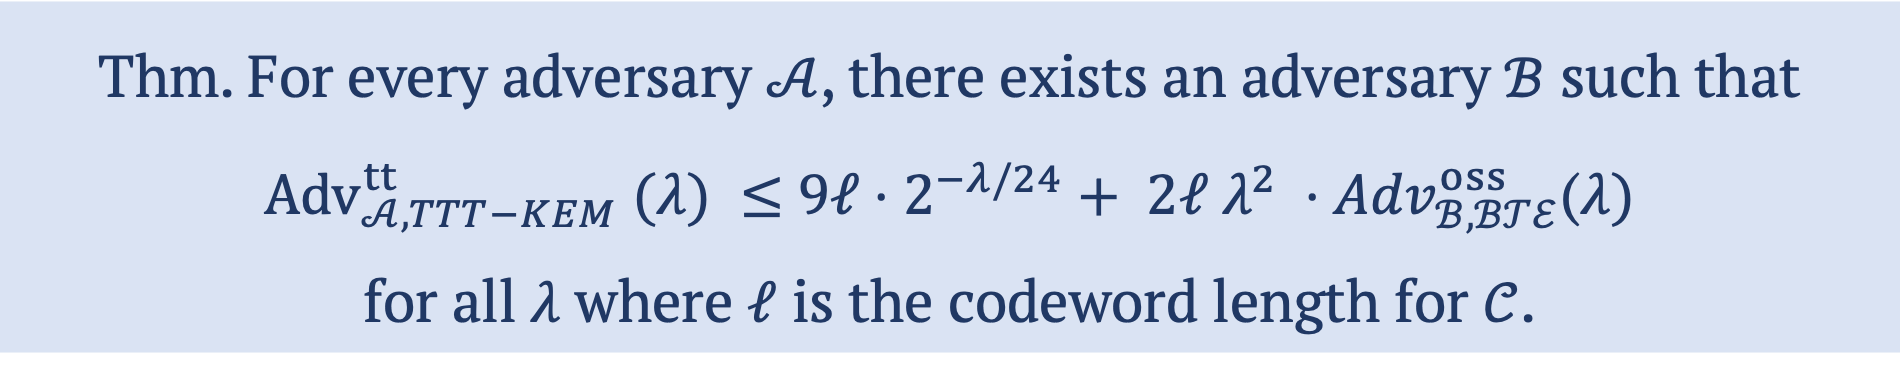 Thm. For every adversary 𝒜, there exists an adversary ℬ such that
Adv^{tt}_{𝒜,TTT−KEM} (λ) ≤ 9ℓ · 2^{−λ/24} + 2ℓ λ^2 · Adv^{oss}_{ℬ,ℬ𝒯ℰ}(λ)
for all λ where ℓ is the codeword length for 𝒞.